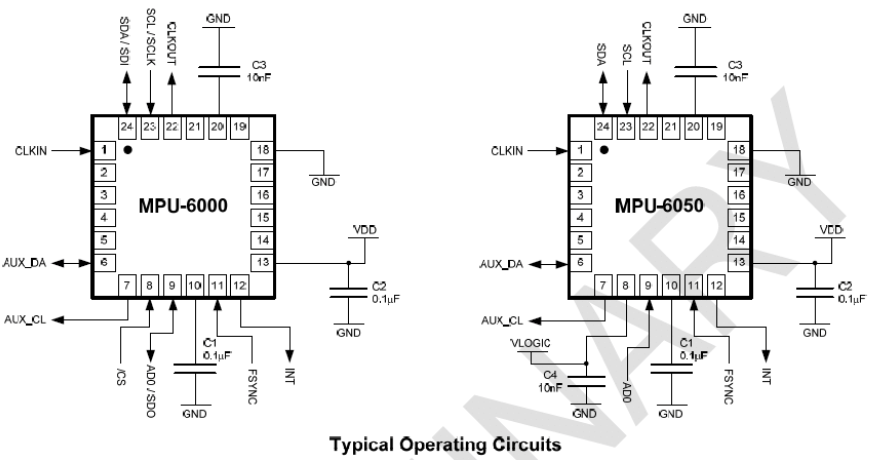 GND
SDA / SDI
SCL / SCLK
CLKOUT
C3
10nF
24 23 22 21 20 19
CLKIN
1
2
3
4
5
6
18
17
16
15
14
13
MPU-6000
GND
VDD
AUX_DA
C2
0.1µF
GND
7 8 9 10 11 12
AUX_CL
/CS
AD0 / SDO
C1
0.1µF
GND
FSYNC
INT
GND
SDA
SCL
CLKOUT
C3
10nF
24 23 22 21 20 19
CLKIN
1
2
3
4
5
6
18
17
16
15
14
13
MPU-6050
GND
VDD
AUX_DA
C2
0.1µF
GND
7 8 9 10 11 12
AUX_CL
VLOGIC
C4
10nF
GND
AD0
C1
0.1µF
GND
FSYNC
INT
Typical Operating Circuits
INARY